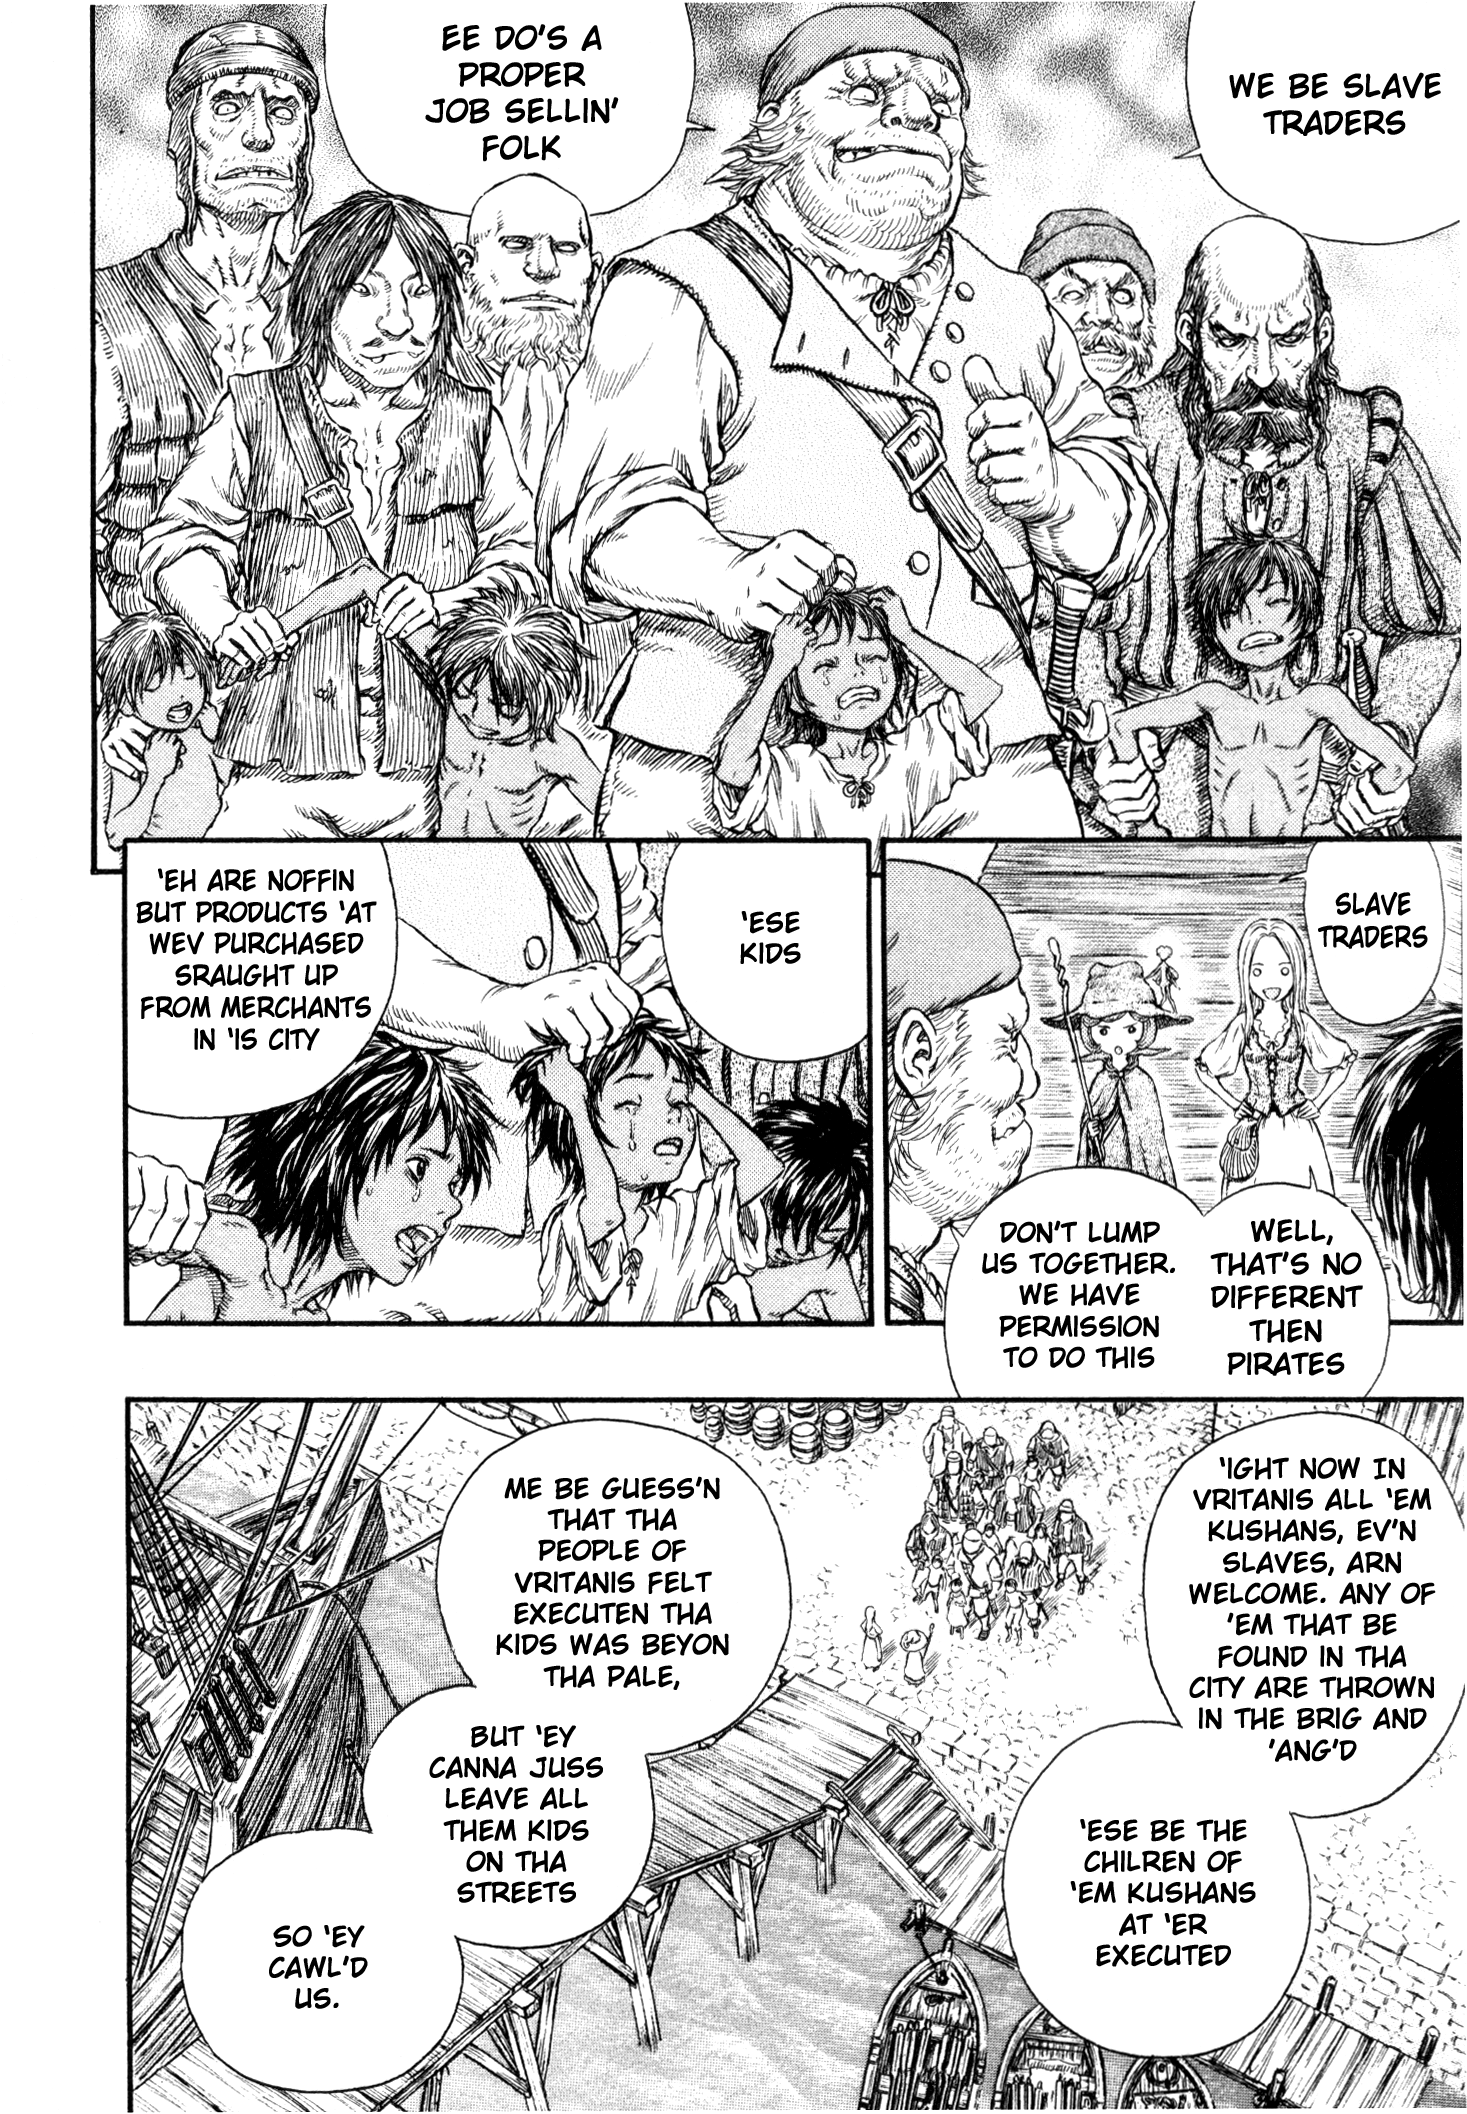 WE BE SLAVE
TRADERS
EE DO'S A
PROPER
JOB SELLIN'
FOLK
SLAVE
TRADERS
WELL,
THAT'S NO
DIFFERENT
THEN
PIRATES
DON'T LUMP
US TOGETHER.
WE HAVE
PERMISSION
TO DO THIS
'ESE
KIDS
'EH ARE NOFFIN
BUT PRODUCTS 'AT
WEV PURCHASED
SRAUGHT UP
FROM MERCHANTS
IN 'IS CITY
'IGHT NOW IN
VRITANIS ALL 'EM
KUSHANS, EV'N
SLAVES, ARN
WELCOME. ANY OF
'EM THAT BE
FOUND IN THA
CITY ARE THROWN
IN THE BRIG AND
'ANG'D
'ESE BE THE
CHILREN OF
'EM KUSHANS
AT 'ER
EXECUTED
ME BE GUESS'N
THAT THA
PEOPLE OF
VRITANIS FELT
EXECUTEN THA
KIDS WAS BEYON
THA PALE,
BUT 'EY
CANNA JUSS
LEAVE ALL
THEM KIDS
ON THA
STREETS
SO 'EY
CAWL'D
US.